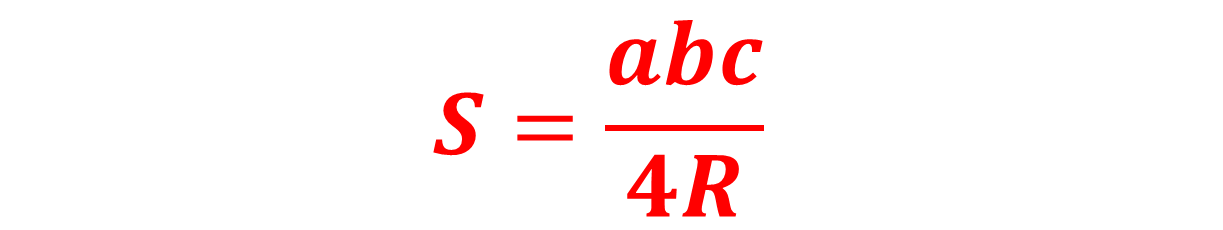 S = abc/4R